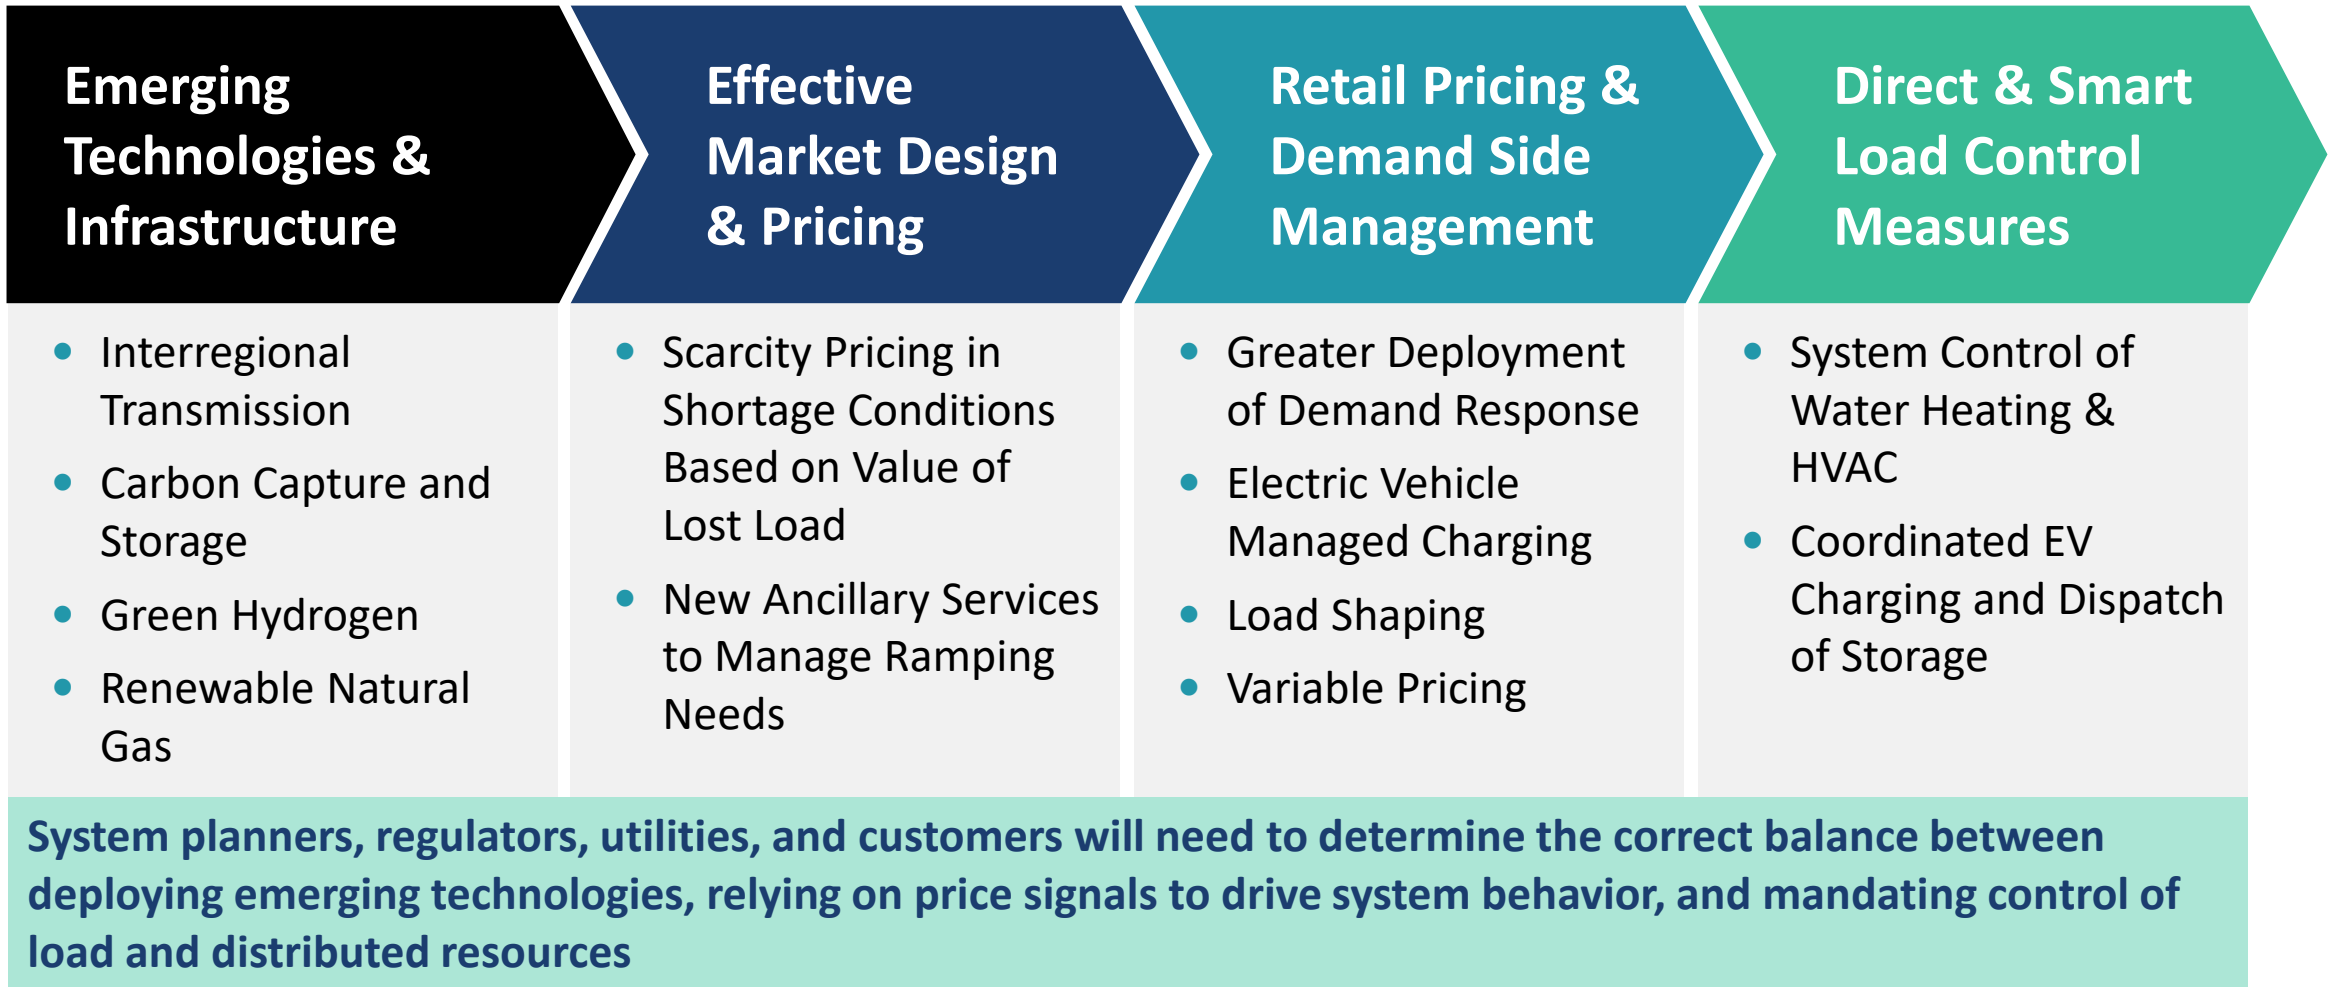 Emerging
Technologies &
Infrastructure
Effective
Market Design
& Pricing
Retail Pricing &
Demand Side
Management
Direct & Smart
Load Control
Measures
• Interregional
Transmission
• Carbon Capture and
Storage
• Green Hydrogen
• Renewable Natural
Gas
• Scarcity Pricing in
Shortage Conditions
Based on Value of
Lost Load
• New Ancillary Services
to Manage Ramping
Needs
• Greater Deployment
of Demand Response
• Electric Vehicle
Managed Charging
• Load Shaping
• Variable Pricing
• System Control of
Water Heating &
HVAC
• Coordinated EV
Charging and Dispatch
of Storage
System planners, regulators, utilities, and customers will need to determine the correct balance between
deploying emerging technologies, relying on price signals to drive system behavior, and mandating control of
load and distributed resources